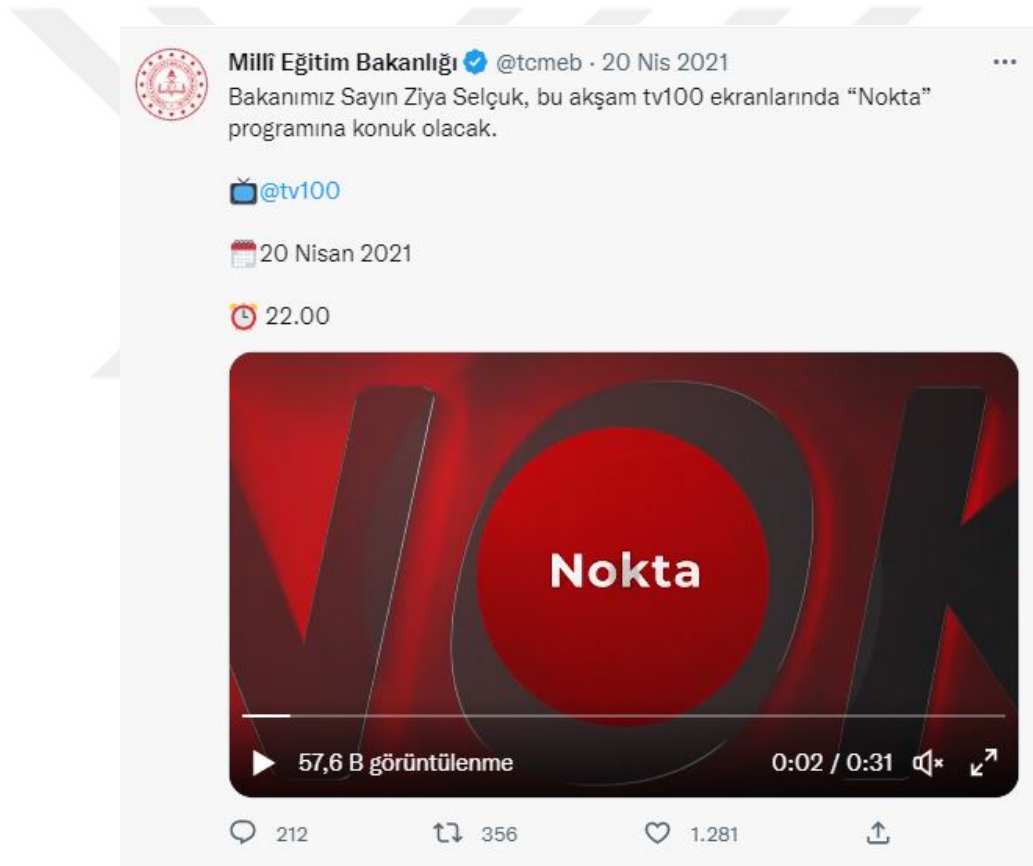 Millî Eğitim Bakanlığı @tcmeb · 20 Nis 2021
Bakanımız Sayın Ziya Selçuk, bu akşam tv100 ekranlarında “Nokta”
programına konuk olacak.
@tv100
20 Nisan 2021
22.00
NOK
Nokta
57,6 B görüntülenme
0:02 / 0:31
212 356 1.281